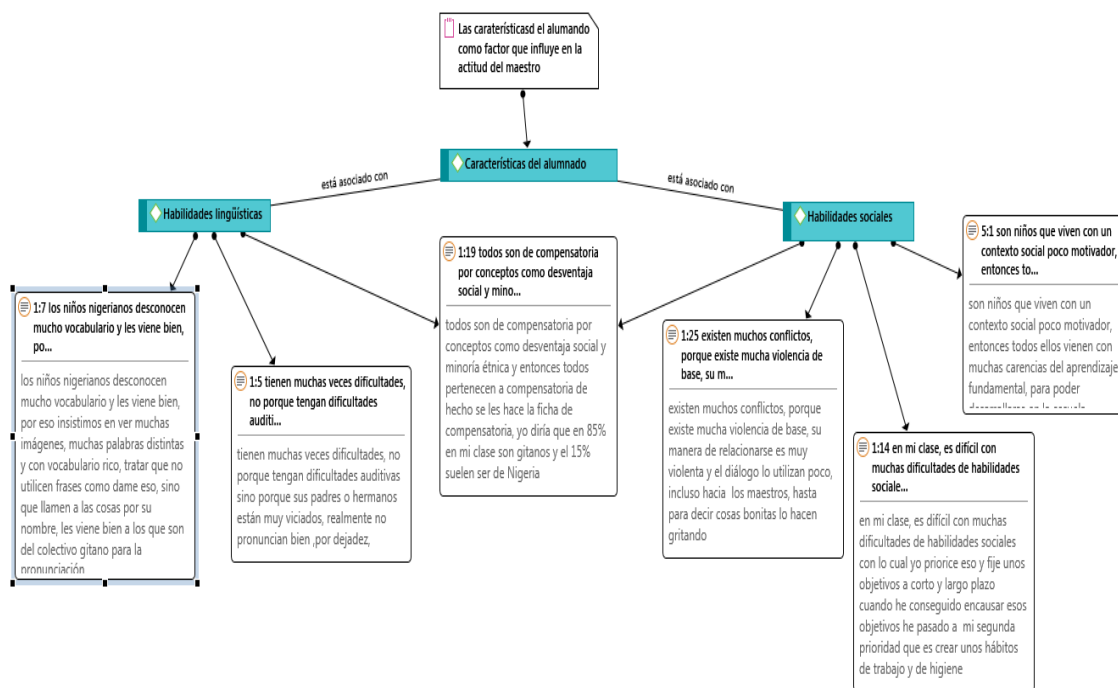 Las caraterísticasd el alumando
como factor que influye en la
actitud del maestro
Características del alumnado
está asociado con
está asociado con
Habilidades lingüísticas
Habilidades sociales
1:7 los niños nigerianos desconocen
mucho vocabulario y les viene bien,
po...
los niños nigerianos desconocen
mucho vocabulario y les viene bien,
por eso insistimos en ver muchas
imágenes, muchas palabras distintas
y con vocabulario rico, tratar que no
utilicen frases como dame eso, sino
que llamen a las cosas por su
nombre, les viene bien a los que son
del colectivo gitano para la
pronunciación
1:5 tienen muchas veces dificultades,
no porque tengan dificultades
auditi...
tienen muchas veces dificultades, no
porque tengan dificultades auditivas
sino porque sus padres o hermanos
están muy viciados, realmente no
pronuncian bien ,por dejadez,
1:19 todos son de compensatoria
por conceptos como desventaja
social y mino...
todos son de compensatoria por
conceptos como desventaja social y
minoría étnica y entonces todos
pertenecen a compensatoria de
hecho se les hace la ficha de
compensatoria, yo diría que en 85%
en mi clase son gitanos y el 15%
suelen ser de Nigeria
1:25 existen muchos conflictos,
porque existe mucha violencia de
base, su m...
existen muchos conflictos, porque
existe mucha violencia de base, su
manera de relacionarse es muy
violenta y el diálogo lo utilizan poco,
incluso hacia los maestros, hasta
para decir cosas bonitas lo hacen
gritando
1:14 en mi clase, es difícil con
muchas dificultades de habilidades
sociale...
en mi clase, es difícil con muchas
dificultades de habilidades sociales
con lo cual yo priorice eso y fije unos
objetivos a corto y largo plazo
cuando he conseguido encausar esos
objetivos he pasado a mi segunda
prioridad que es crear unos hábitos
de trabajo y de higiene
5:1 son niños que viven con un
contexto social poco motivador,
entonces to...
son niños que viven con un
contexto social poco motivador,
entonces todos ellos vienen con
muchas carencias del aprendizaje
fundamental, para poder